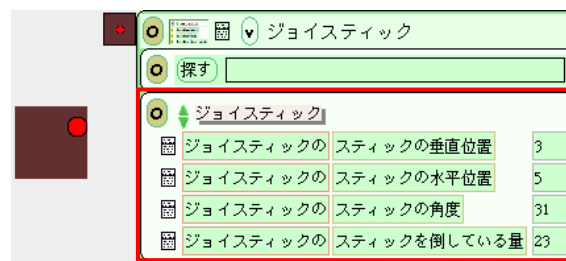 ジョイスティック
探す
ジョイスティック
ジョイスティックの スティックの垂直位置 3
ジョイスティックの スティックの水平位置 5
ジョイスティックの スティックの角度 31
ジョイスティックの スティックを倒している量 23